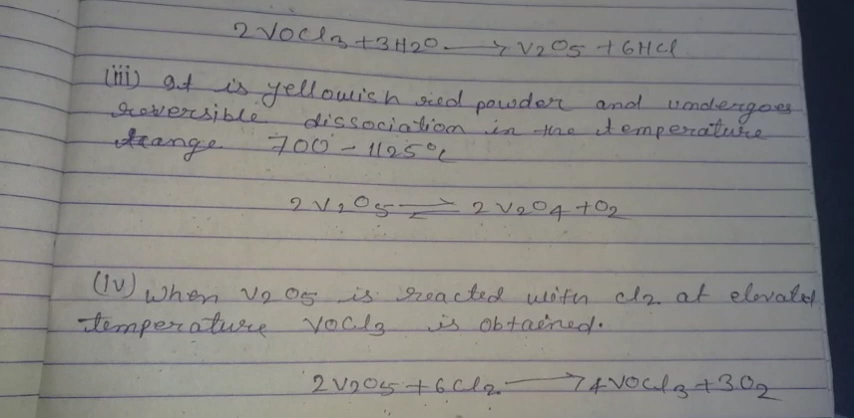 2VOCl3 + 3H2O → V2O5 + 6HCl
(iii) It is yellowish red powder and undergoes
reversible dissociation in the temperature
range 700 - 1125°c
2V2O5 ⇌ 2V2O4 + O2
(iv) When V2O5 is reacted with Cl2 at elevated
temperature VOCl3 is obtained.
2V2O5 + 6Cl2 → 4VOCl3 + 3O2